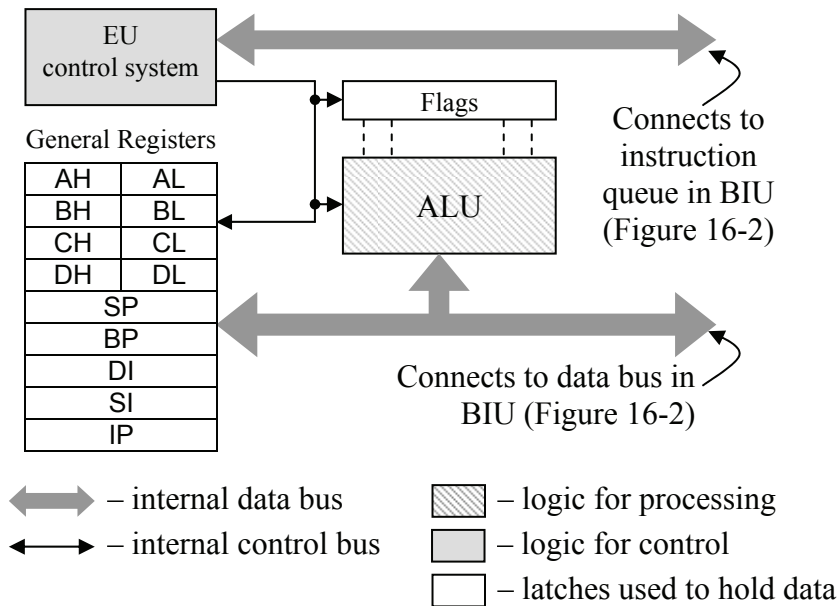 EU
control system
Flags
Connects to
instruction
queue in BIU
(Figure 16-2)
General Registers
AH AL
BH BL
CH CL
DH DL
SP
BP
DI
SI
IP
ALU
Connects to data bus in
BIU (Figure 16-2)
– internal data bus
– internal control bus
– logic for processing
– logic for control
– latches used to hold data